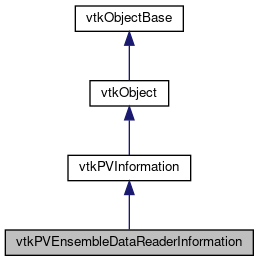 vtkObjectBase
vtkObject
vtkPVInformation
vtkPVEnsembleDataReaderInformation